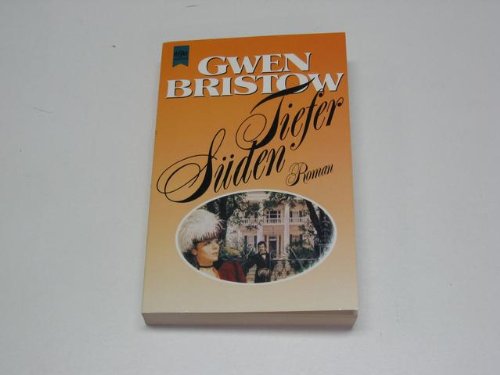 GWEN
BRISTOW
Tiefer
Süden
Roman